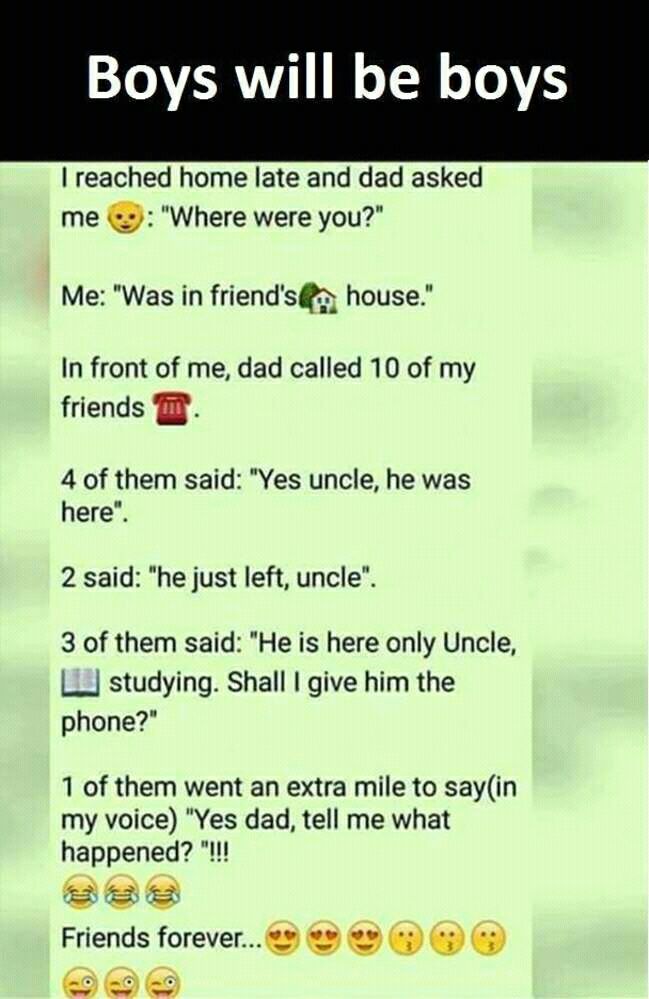 Boys will be boys
I reached home late and dad asked
me 👶: "Where were you?"
Me: "Was in friend's🏡 house."
In front of me, dad called 10 of my
friends ☎️.
4 of them said: "Yes uncle, he was
here".
2 said: "he just left, uncle".
3 of them said: "He is here only Uncle,
📖 studying. Shall I give him the
phone?"
1 of them went an extra mile to say(in
my voice) "Yes dad, tell me what
happened? "!!!
😂😂😂
Friends forever...😍😍😍😗😗😗
😜😜😜